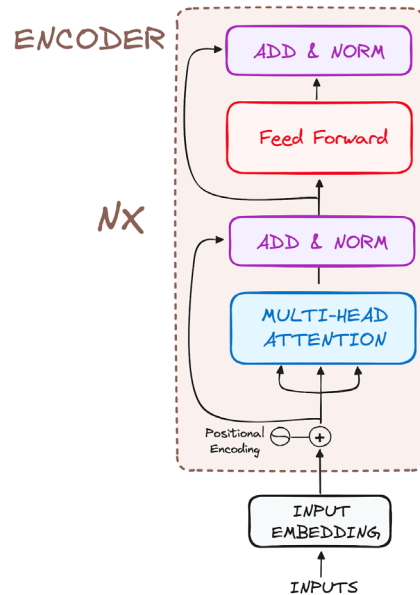 ENCODER
ADD & NORM
Feed Forward
NX
ADD & NORM
MULTI-HEAD
ATTENTION
Positional
Encoding
+
INPUT
EMBEDDING
INPUTS